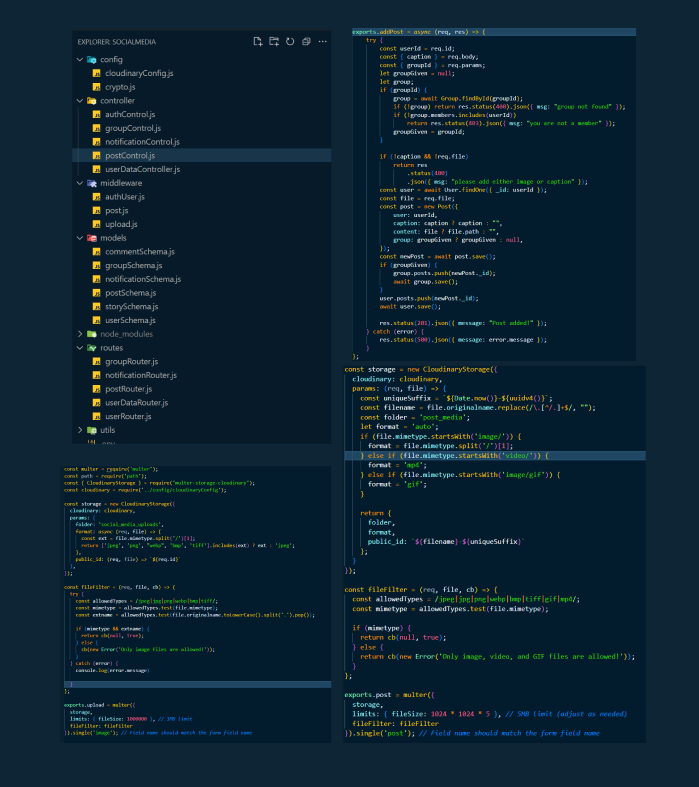 EXPLORER: SOCIALMEDIA
config
cloudinaryConfig.js
crypto.js
controller
authControl.js
groupControl.js
notificationControl.js
postControl.js
userDataController.js
middleware
authUser.js
post.js
upload.js
models
commentSchema.js
groupSchema.js
notificationSchema.js
postSchema.js
storySchema.js
userSchema.js
node_modules
routes
groupRouter.js
notificationRouter.js
postRouter.js
userDataRouter.js
userRouter.js
utils
.env
exports.addPost = async (req, res) => {
try {
const userId = req.id;
const { caption } = req.body;
const { groupId } = req.params;
let groupGiven = null;
let group;
if (groupId) {
group = await Group.findById(groupId);
if (!group) return res.status(400).json({ msg: "group not found" });
if (!group.members.includes(userId))
return res.status(403).json({ msg: "you are not a member" });
groupGiven = groupId;
}
if (!caption && !req.file)
return res
.status(400)
.json({ msg: "please add either image or caption" });
const user = await User.findOne({ _id: userId });
const file = req.file;
const post = new Post({
user: userId,
caption: caption ? caption : "",
content: file ? file.path : "",
group: groupGiven ? groupGiven : null,
});
const newPost = await post.save();
if (groupGiven) {
group.posts.push(newPost._id);
await group.save();
}
user.posts.push(newPost._id);
await user.save();
res.status(201).json({ message: "Post added!" });
} catch (error) {
res.status(500).json({ message: error.message });
}
};
const multer = require("multer");
const path = require('path');
const { CloudinaryStorage } = require("multer-storage-cloudinary");
const cloudinary = require('../config/cloudinaryConfig');
const storage = new CloudinaryStorage({
cloudinary: cloudinary,
params: {
folder: "social_media_uploads",
format: async (req, file) => {
const ext = file.mimetype.split('/')[1];
return ['jpeg', 'png', "webp", "bmp", "tiff"].includes(ext) ? ext : 'jpeg';
},
public_id: (req, file) => `${req.id}`
},
});
const fileFilter = (req, file, cb) => {
try {
const allowedTypes = /jpeg|jpg|png|webp|bmp|tiff/;
const mimetype = allowedTypes.test(file.mimetype);
const extname = allowedTypes.test(file.originalname.toLowerCase().split('.').pop());
if (mimetype && extname) {
return cb(null, true);
} else {
cb(new Error('Only image files are allowed!'));
}
} catch (error) {
console.log(error.message)
}
};
exports.upload = multer({
storage,
limits: { fileSize: 1000000 }, // 1MB limit
fileFilter: fileFilter
}).single('image'); // Field name should match the form field name
const storage = new CloudinaryStorage({
cloudinary: cloudinary,
params: (req, file) => {
const uniqueSuffix = `${Date.now()}-${uuidv4()}`;
const filename = file.originalname.replace(/\.[^/.]+$/, "");
const folder = 'post_media';
let format = 'auto';
if (file.mimetype.startsWith('image/')) {
format = file.mimetype.split('/')[1];
} else if (file.mimetype.startsWith('video/')) {
format = 'mp4';
} else if (file.mimetype.startsWith('image/gif')) {
format = 'gif';
}
return {
folder,
format,
public_id: `${filename}-${uniqueSuffix}`
};
}
});
const fileFilter = (req, file, cb) => {
const allowedTypes = /jpeg|jpg|png|webp|bmp|tiff|gif|mp4/;
const mimetype = allowedTypes.test(file.mimetype);
if (mimetype) {
return cb(null, true);
} else {
return cb(new Error('Only image, video, and GIF files are allowed!'));
}
};
exports.post = multer({
storage,
limits: { fileSize: 1024 * 1024 * 5 }, // 5MB limit (adjust as needed)
fileFilter: fileFilter
}).single('post'); // Field name should match the form field name